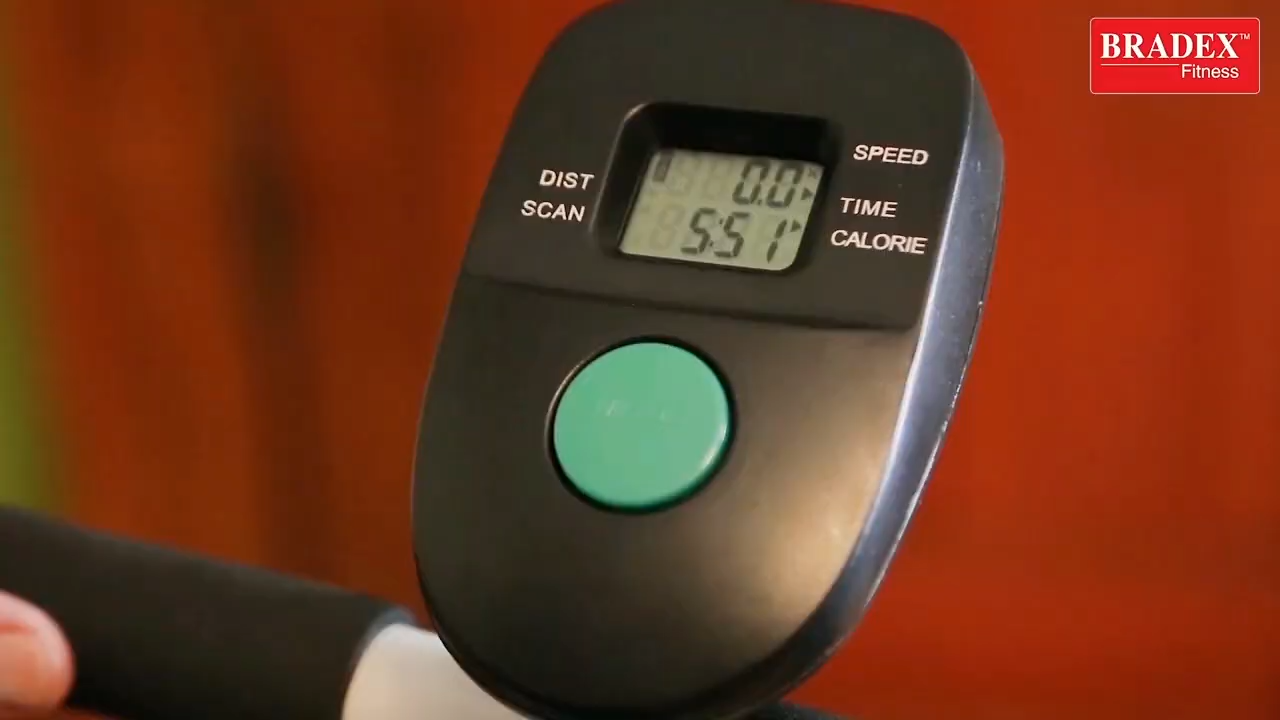 BRADEX™
Fitness
DIST
SCAN
0.0
5:51
SPEED
TIME
CALORIE